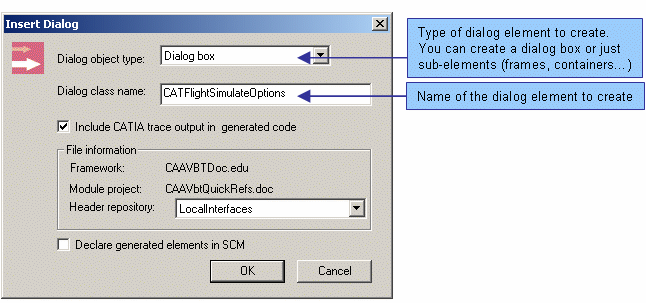 Insert Dialog
Type of dialog element to create.
You can create a dialog box or just
sub-elements (frames, containers...)
Dialog object type: Dialog box
Dialog class name: CATFlightSimulateOptions
Name of the dialog element to create
Include CATIA trace output in generated code
File information
Framework: CAAVBTDoc.edu
Module project: CAAVbtQuickRefs.doc
Header repository: LocalInterfaces
Declare generated elements in SCM
OK Cancel